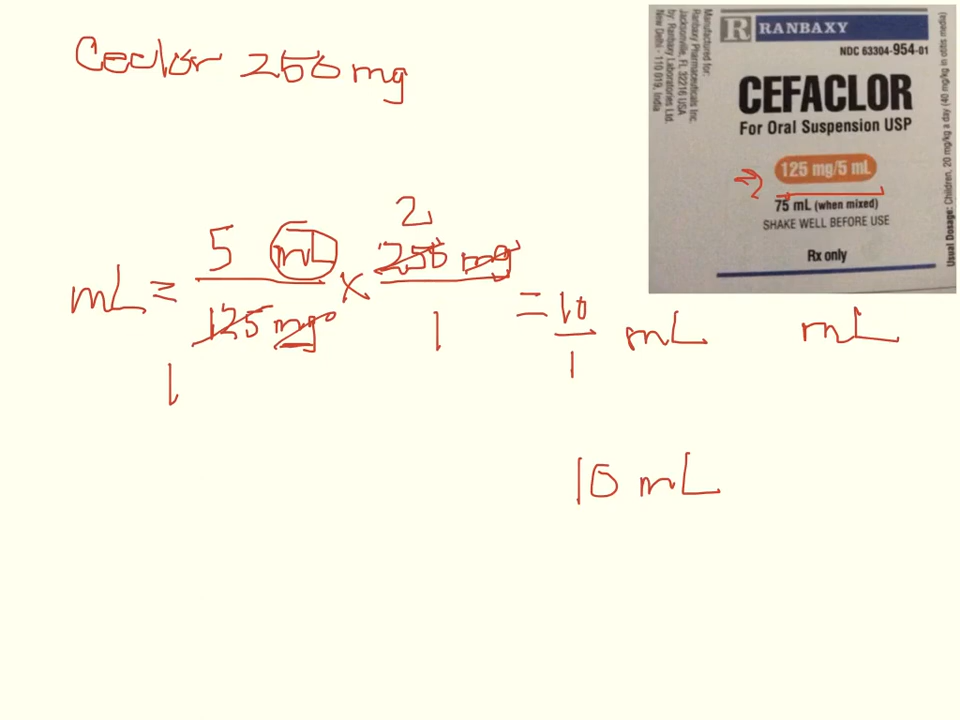 Ceclor 250 mg
R RANBAXY
NDC 63304-954-01
CEFACLOR
For Oral Suspension USP
125 mg/5 mL
75 mL (when mixed)
SHAKE WELL BEFORE USE
Rx only
Manufactured for:
Ranbaxy Pharmaceuticals Inc.
Jacksonville, FL 32216 USA
by: Ranbaxy Laboratories Ltd.
New Delhi - 110 019, India
Usual Dosage: Children, 20 mg/kg a day (40 mg/kg in otitis media)
2
mL = 5 mL / 125 mg × 250 mg / 1 = 10 / 1 mL mL
1
10 mL